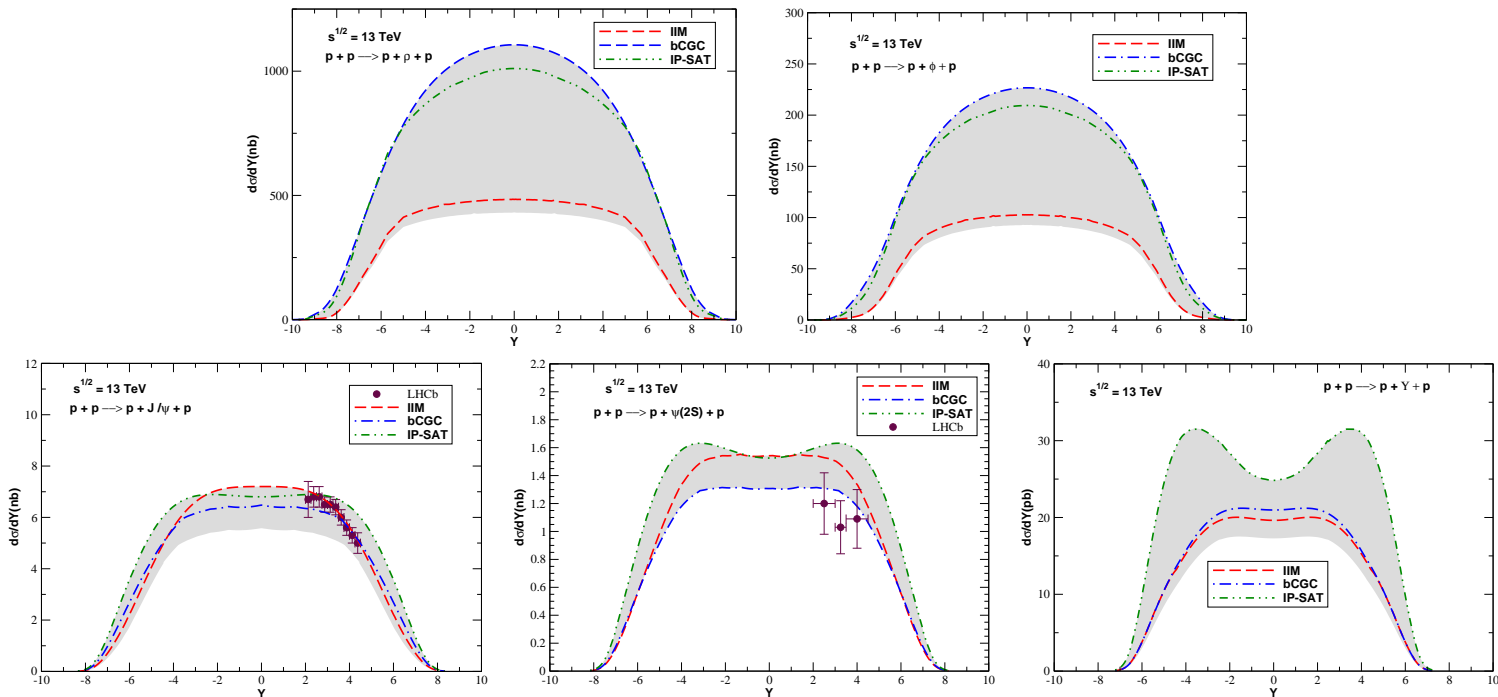 s^1/2 = 13 TeV
p + p —> p + ρ + p
IIM
bCGC
IP-SAT
dσ/dY(nb)
0
500
1000
-10 -8 -6 -4 -2 0 2 4 6 8 10
Y
s^1/2 = 13 TeV
p + p —> p + ϕ + p
IIM
bCGC
IP-SAT
dσ/dY(nb)
300
250
200
150
100
50
0
-10 -8 -6 -4 -2 0 2 4 6 8 10
Y
s^1/2 = 13 TeV
p + p —> p + J/ψ + p
LHCb
IIM
bCGC
IP-SAT
dσ/dY(nb)
12
10
8
6
4
2
0
-10 -8 -6 -4 -2 0 2 4 6 8 10
Y
s^1/2 = 13 TeV
p + p —> p + ψ(2S) + p
IIM
bCGC
IP-SAT
LHCb
dσ/dY(nb)
2.2
2
1.8
1.6
1.4
1.2
1
0.8
0.6
0.4
0.2
0
-10 -8 -6 -4 -2 0 2 4 6 8 10
Y
s^1/2 = 13 TeV
p + p —> p + Υ + p
IIM
bCGC
IP-SAT
dσ/dY(pb)
40
30
20
10
0
-10 -8 -6 -4 -2 0 2 4 6 8 10
Y